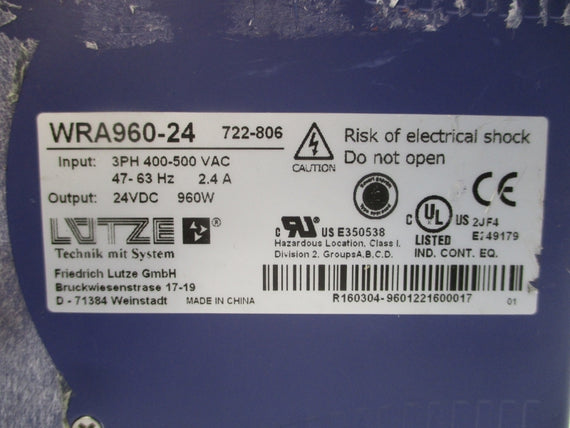 WRA960-24 722-806
Input: 3PH 400-500 VAC
47- 63 Hz 2.4 A
Output: 24VDC 960W
LÜTZE ®
Technik mit System
Friedrich Lutze GmbH
Bruckwiesenstrase 17-19
D - 71384 Weinstadt MADE IN CHINA
CAUTION
Risk of electrical shock
Do not open
CE
c RU US E350538
Hazardous Location, Class I,
Division 2, GroupsA,B,C,D.
c UL US 2JF4
LISTED
IND. CONT. EQ.
R160304-9601221600017 01